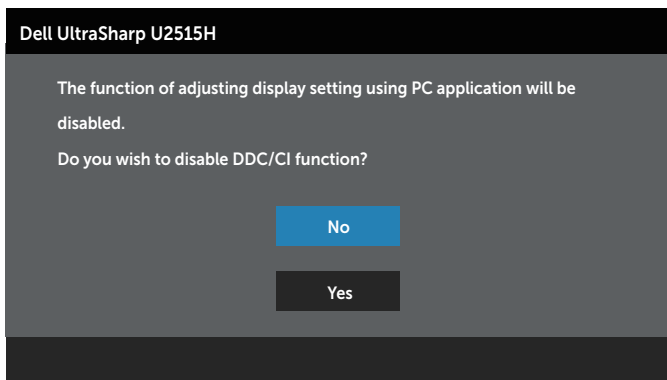 Dell UltraSharp U2515H
The function of adjusting display setting using PC application will be
disabled.
Do you wish to disable DDC/CI function?
No
Yes